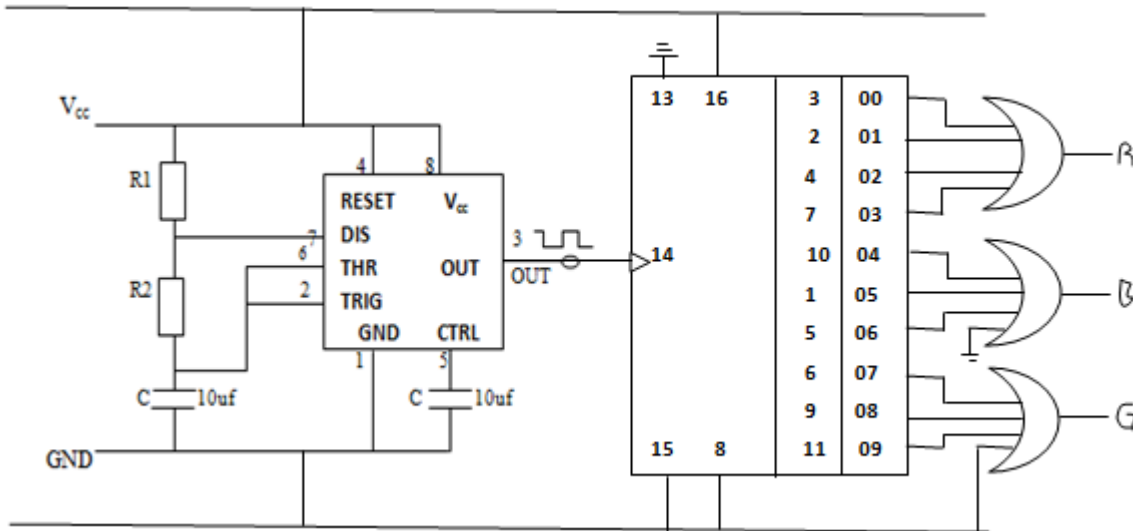 Vcc
R1
R2
C 10uf
GND
4 8
RESET Vcc
7 DIS
6 THR OUT
2 TRIG
GND CTRL
1 5
C 10uf
3
OUT
13 16 3 00
2 01
4 02
7 03
14 10 04
1 05
5 06
6 07
9 08
15 8 11 09
R
B
G